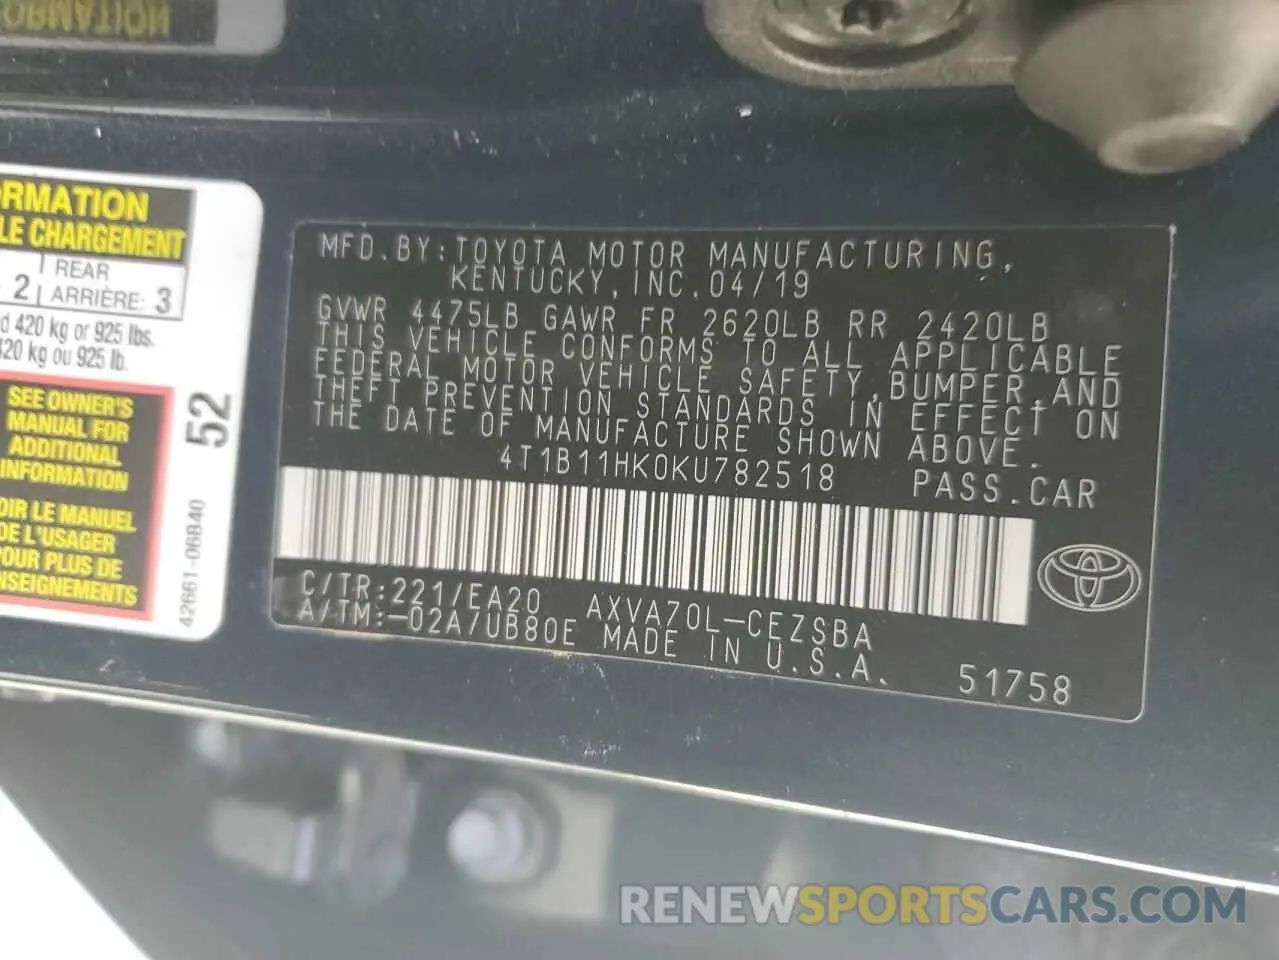 ORMATION
RMATION
LE CHARGEMENT
2 REAR
ARRIÈRE: 3
420 kg or 925 lbs.
420 kg ou 925 lb.
SEE OWNER'S
MANUAL FOR
ADDITIONAL
INFORMATION
LE MANUEL
DE L'USAGER
POUR PLUS DE
52
42661-06B40
MFD.BY:TOYOTA MOTOR MANUFACTURING,
KENTUCKY,INC.04/19
GVWR 4475LB GAWR FR 2620LB RR 2420LB
THIS VEHICLE CONFORMS TO ALL APPLICABLE
FEDERAL MOTOR VEHICLE SAFETY,BUMPER,AND
THEFT PREVENTION STANDARDS IN EFFECT ON
THE DATE OF MANUFACTURE SHOWN ABOVE.
4T1B11HK0KU782518 PASS.CAR
C/TR:221/EA20 AXVA70L-CEZSBA
A/TM:-02A/UB80E MADE IN U.S.A.
51758
RENEWSPORTSCARS.COM